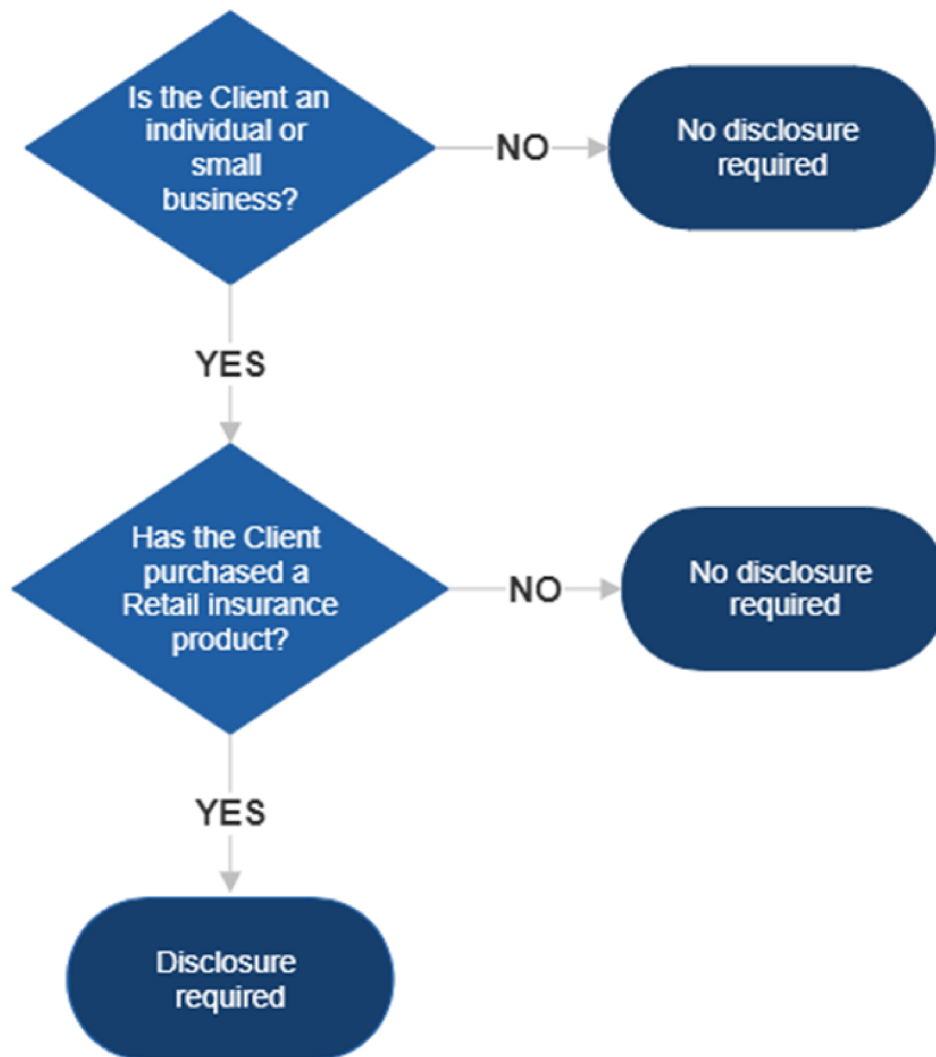 Is the Client an
individual or
small
business?
NO
No disclosure
required
YES
Has the Client
purchased a
Retail insurance
product?
NO
No disclosure
required
YES
Disclosure
required